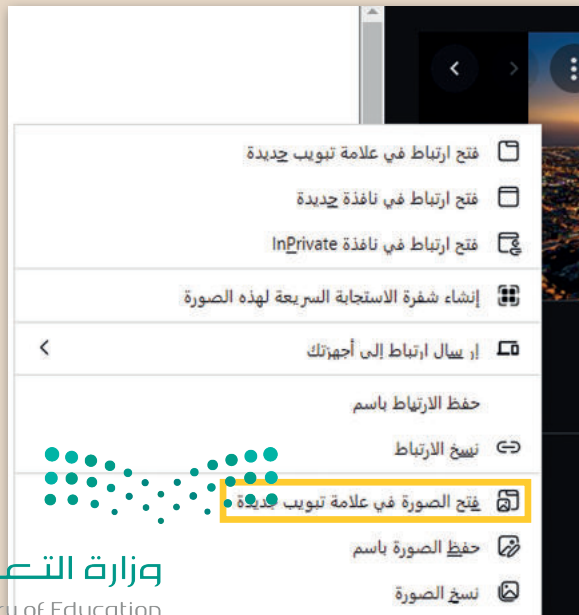 فتح ارتباط في علامة تبويب جديدة
فتح ارتباط في نافذة جديدة
فتح ارتباط في نافذة InPrivate
إنشاء شفرة الاستجابة السريعة لهذه الصورة
إرسال ارتباط إلى أجهزتك
حفظ الارتباط باسم
نسخ الارتباط
فتح الصورة في علامة تبويب جديدة
حفظ الصورة باسم
نسخ الصورة
وزارة
of Education